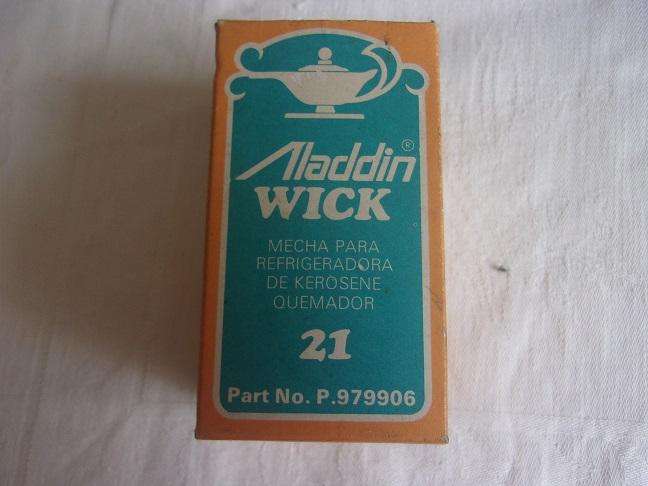 Aladdin®
WICK
MECHA PARA
REFRIGERADORA
DE KEROSENE
QUEMADOR
21
Part No. P.979906